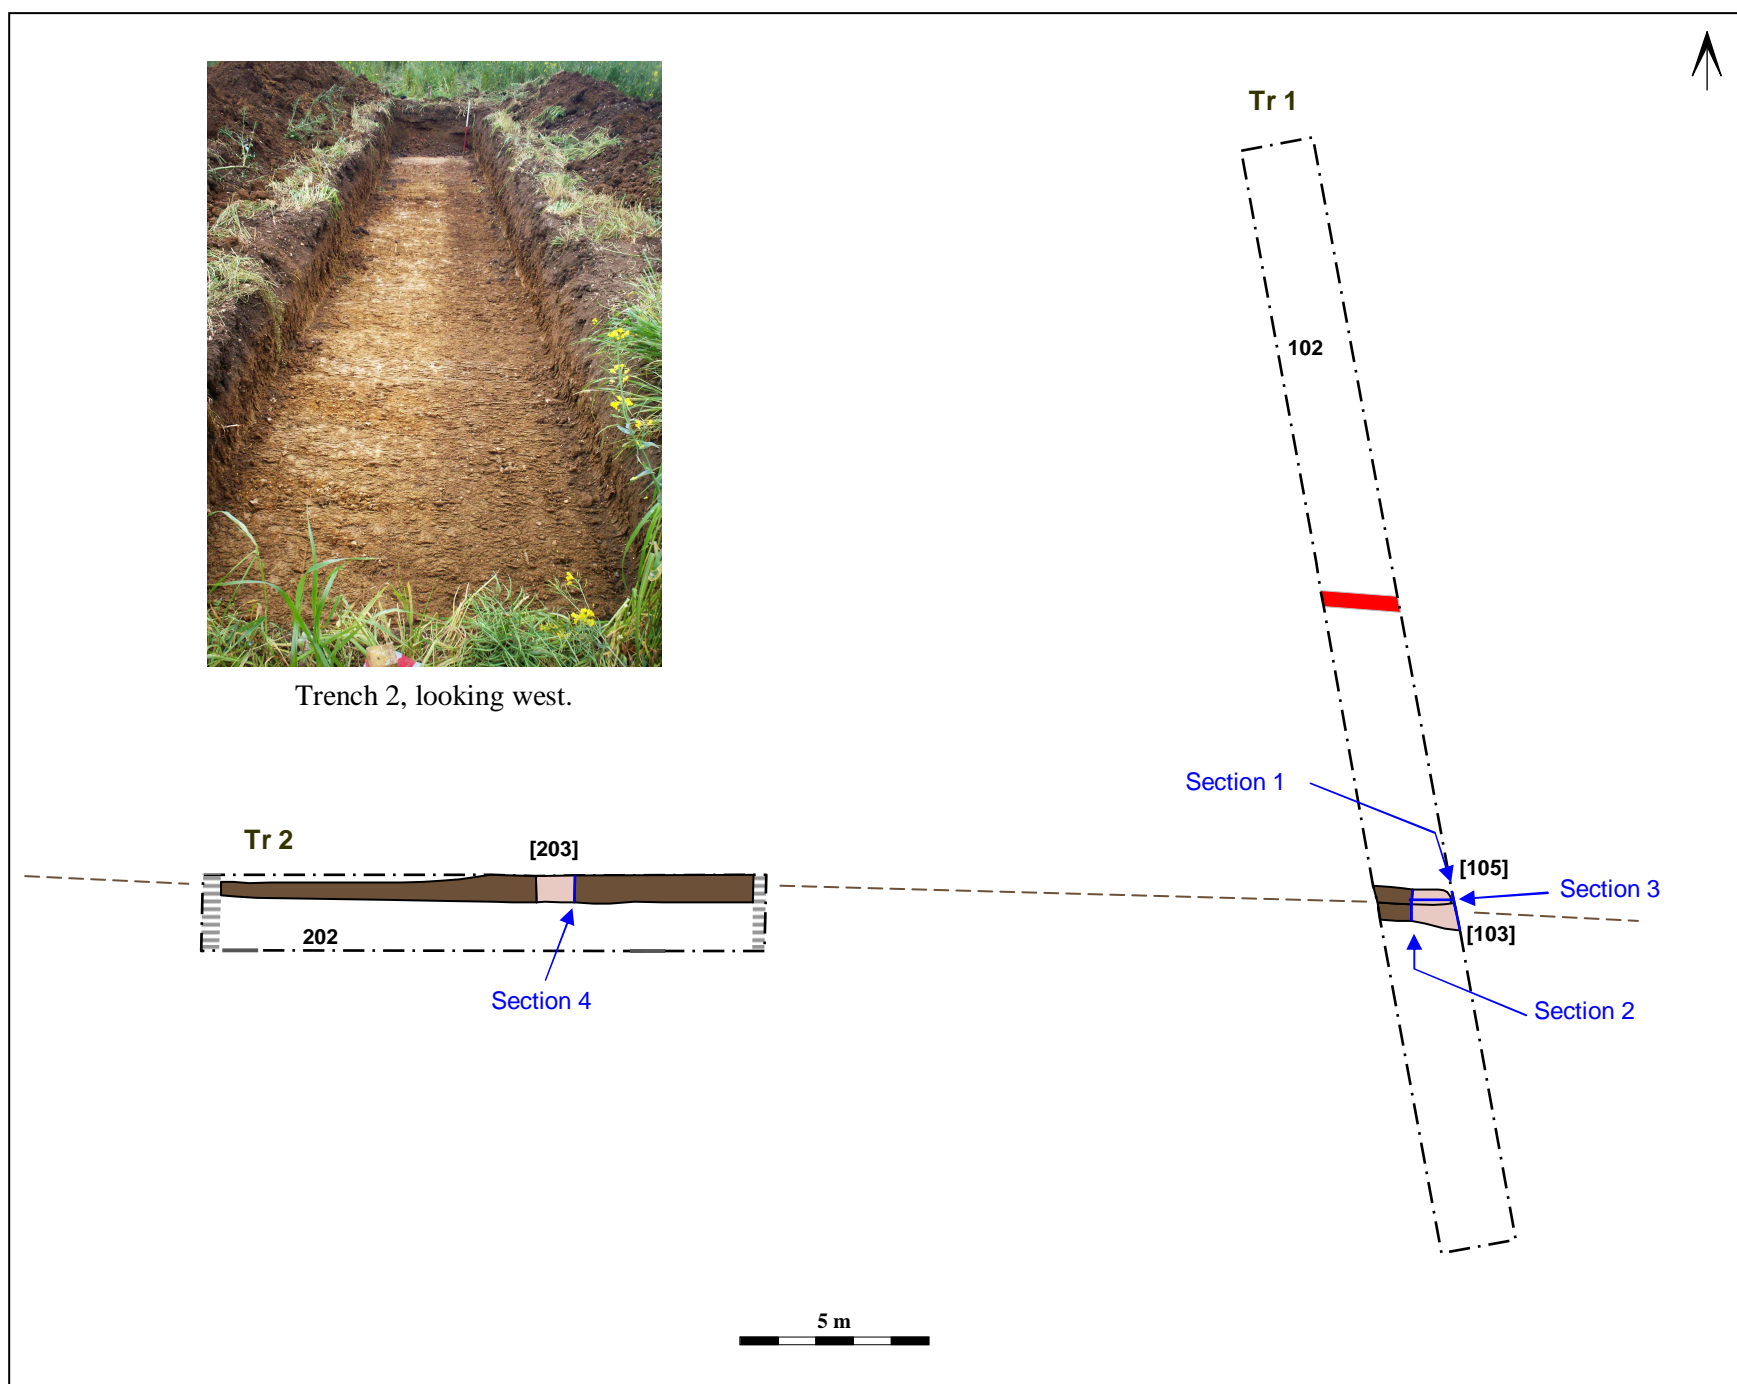 Tr 1
102
Trench 2, looking west.
Section 1
Tr 2
[203]
[105]
Section 3
202
[103]
Section 4
Section 2
5 m